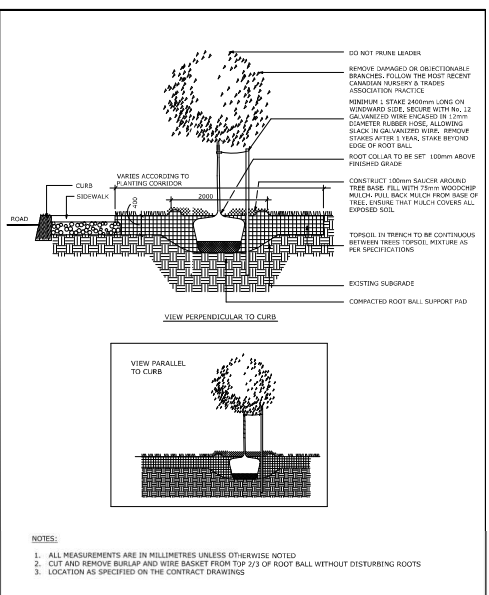 DO NOT PRUNE LEADER
REMOVE DAMAGED OR OBJECTIONABLE
BRANCHES. FOLLOW THE MOST RECENT
CANADIAN NURSERY & TRADES
ASSOCIATION PRACTICE
MINIMUM 1 STAKE 2400mm LONG ON
WINDWARD SIDE, SECURE WITH No. 12
GALVANIZED WIRE ENCASED IN 12mm
DIAMETER RUBBER HOSE, ALLOWING
SLACK IN GALVANIZED WIRE. REMOVE
STAKES AFTER 1 YEAR. STAKE BEYOND
EDGE OF ROOT BALL
ROOT COLLAR TO BE SET 100mm ABOVE
FINISHED GRADE
CONSTRUCT 100mm SAUCER AROUND
TREE BASE. FILL WITH 75mm WOODCHIP
MULCH. PULL BACK MULCH FROM BASE OF
TREE. ENSURE THAT MULCH COVERS ALL
EXPOSED SOIL
VARIES ACCORDING TO
PLANTING CORRIDOR
CURB
SIDEWALK
ROAD
400
2000
TOPSOIL IN TRENCH TO BE CONTINUOUS
BETWEEN TREES TOPSOIL MIXTURE AS
PER SPECIFICATIONS
EXISTING SUBGRADE
COMPACTED ROOT BALL SUPPORT PAD
VIEW PERPENDICULAR TO CURB
VIEW PARALLEL
TO CURB
NOTES:
1. ALL MEASUREMENTS ARE IN MILLIMETRES UNLESS OTHERWISE NOTED
2. CUT AND REMOVE BURLAP AND WIRE BASKET FROM TOP 2/3 OF ROOT BALL WITHOUT DISTURBING ROOTS
3. LOCATION AS SPECIFIED ON THE CONTRACT DRAWINGS